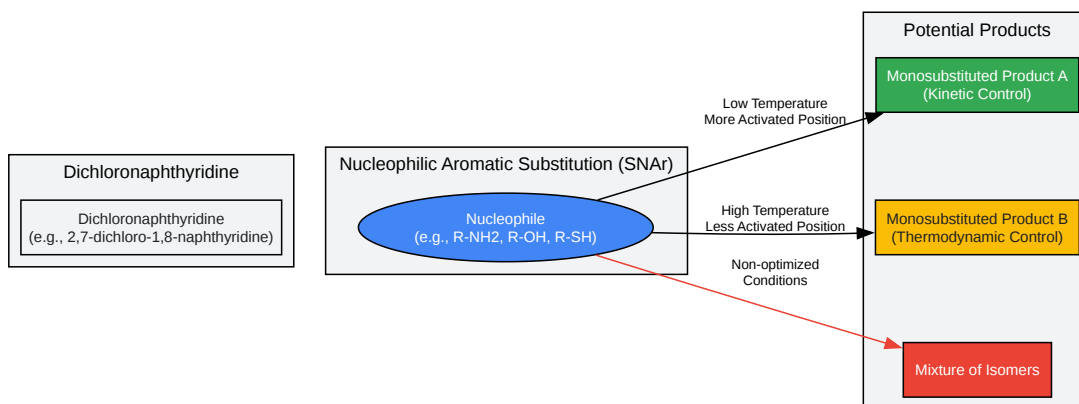 Potential Products
Monosubstituted Product A
(Kinetic Control)
Low Temperature
More Activated Position
Dichloronaphthyridine
Nucleophilic Aromatic Substitution (SNAr)
Dichloronaphthyridine
(e.g., 2,7-dichloro-1,8-naphthyridine)
Nucleophile
(e.g., R-NH2, R-OH, R-SH)
High Temperature
Less Activated Position
Monosubstituted Product B
(Thermodynamic Control)
Non-optimized
Conditions
Mixture of Isomers